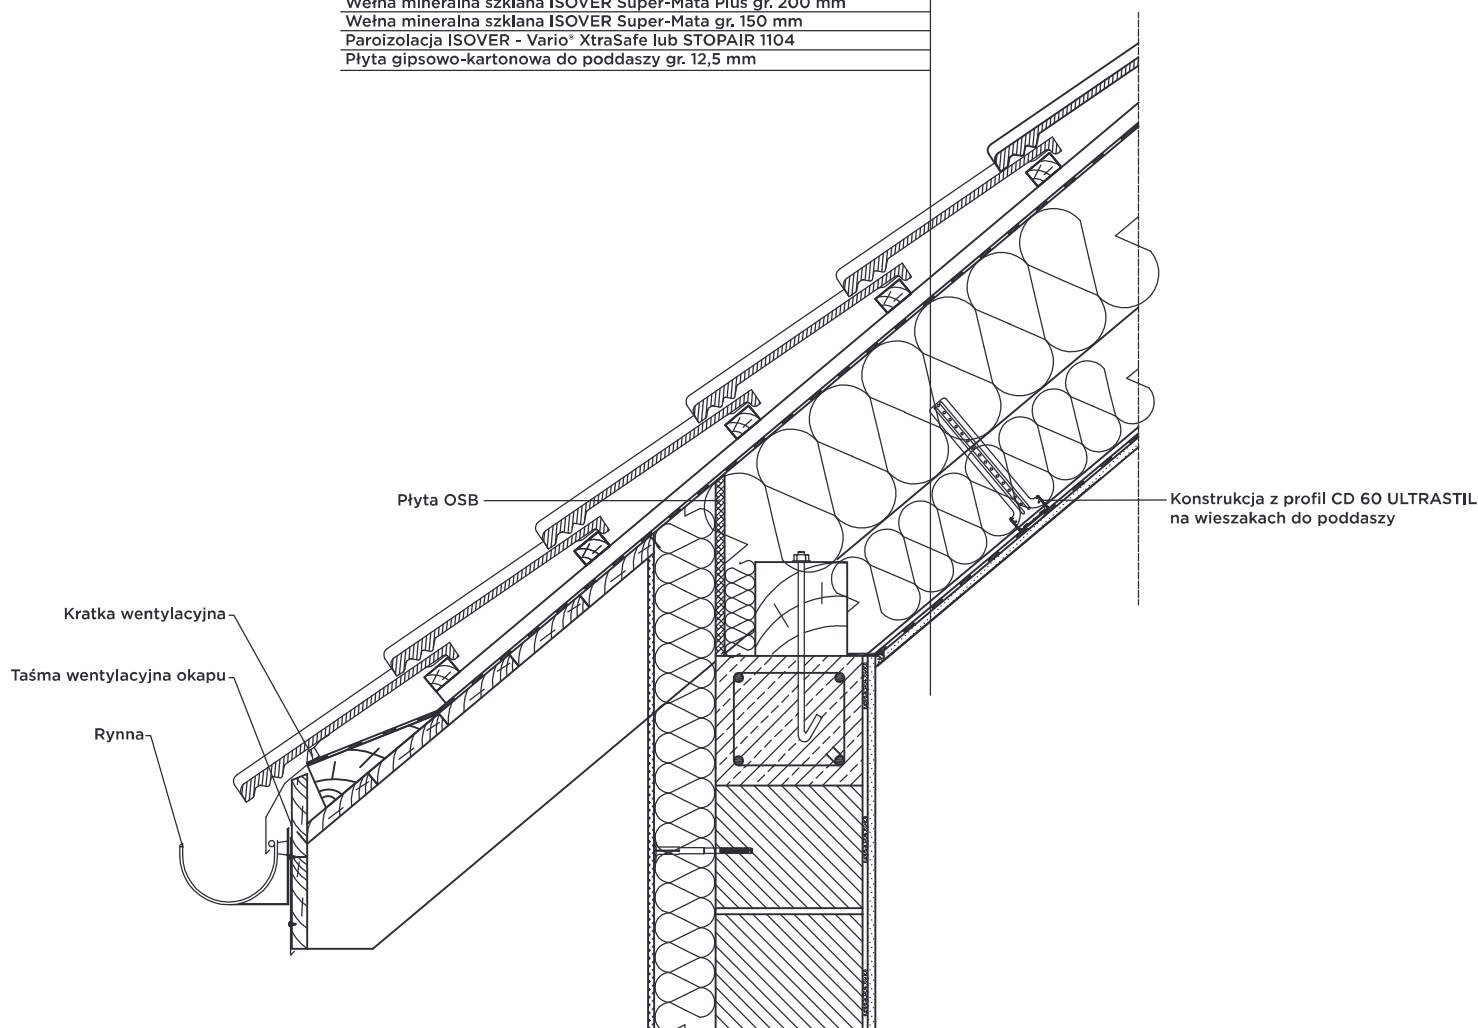 Wełna mineralna szklana ISOVER Super-Mata Plus gr. 200 mm
Wełna mineralna szklana ISOVER Super-Mata gr. 150 mm
Paroizolacja ISOVER - Vario® XtraSafe lub STOPAIR 1104
Płyta gipsowo-kartonowa do poddaszy gr. 12,5 mm
Płyta OSB
Konstrukcja z profil CD 60 ULTRASTIL
na wieszakach do poddaszy
Kratka wentylacyjna
Taśma wentylacyjna okapu
Rynna